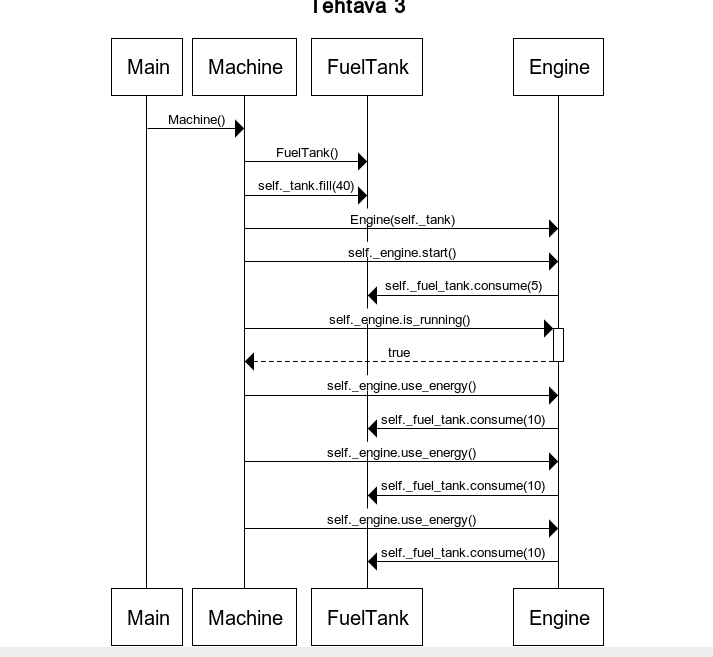 Tehtävä 3
Main Machine FuelTank Engine
Machine()
FuelTank()
self._tank.fill(40)
Engine(self._tank)
self._engine.start()
self._fuel_tank.consume(5)
self._engine.is_running()
true
self._engine.use_energy()
self._fuel_tank.consume(10)
self._engine.use_energy()
self._fuel_tank.consume(10)
self._engine.use_energy()
self._fuel_tank.consume(10)
Main Machine FuelTank Engine